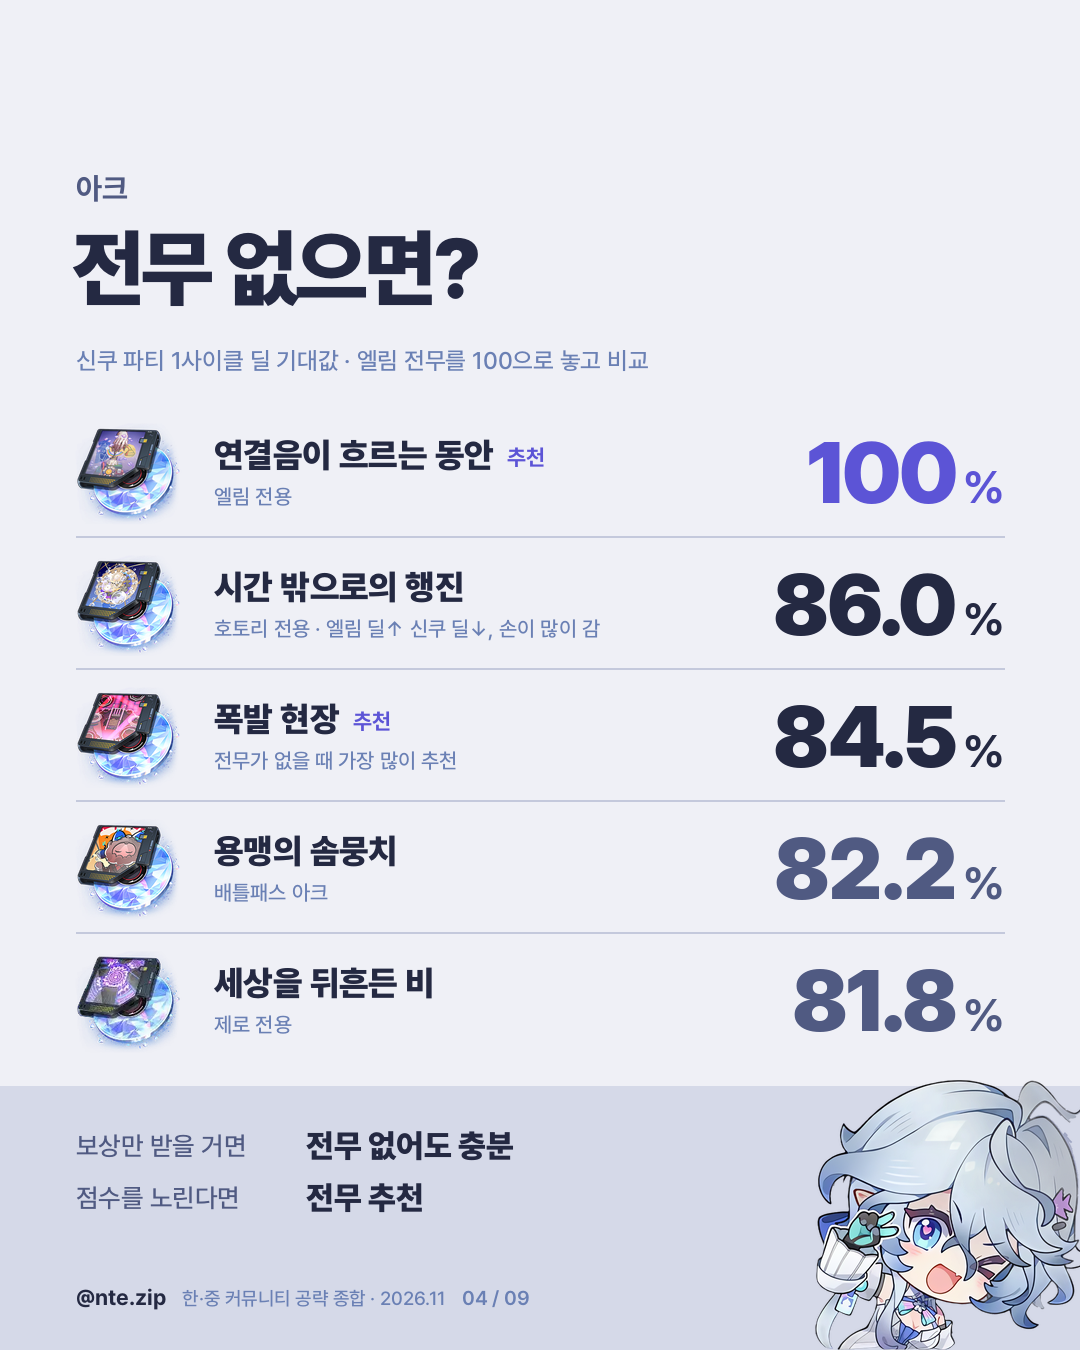 아크
전무 없으면?
신쿠 파티 1사이클 딜 기대값 · 엘림 전무를 100으로 놓고 비교
연결음이 흐르는 동안 추천
엘림 전용
100 %
시간 밖으로의 행진
호토리 전용 · 엘림 딜↑ 신쿠 딜↓, 손이 많이 감
86.0 %
폭발 현장 추천
전무가 없을 때 가장 많이 추천
84.5 %
용맹의 솜뭉치
배틀패스 아크
82.2 %
세상을 뒤흔든 비
제로 전용
81.8 %
보상만 받을 거면 전무 없어도 충분
점수를 노린다면 전무 추천
@nte.zip 한·중 커뮤니티 공략 종합 · 2026.11 04 / 09